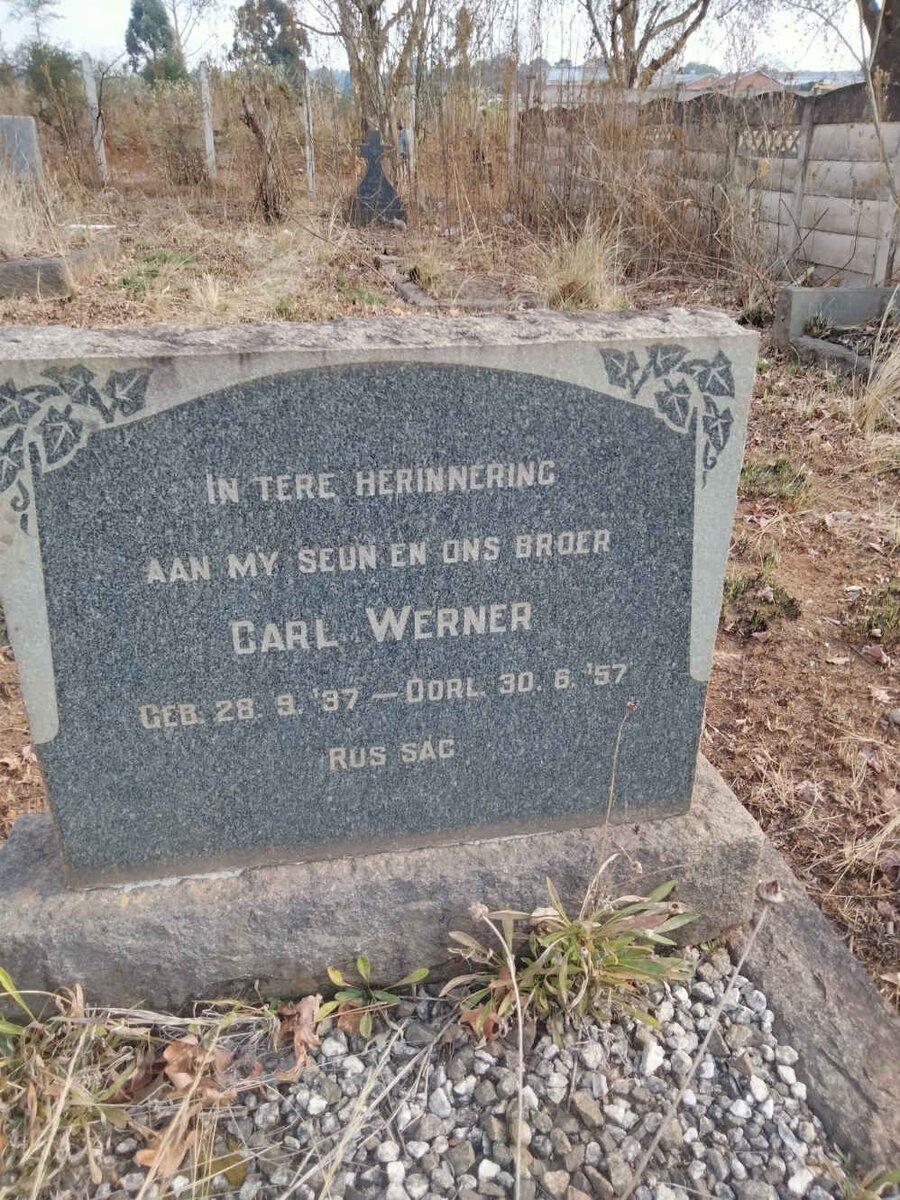 IN TERE HERINNERING
AAN MY SEUN EN ONS BROER
CARL WERNER
GEB. 28. 9. '37 — OORL. 30. 6. '57
RUS SAG